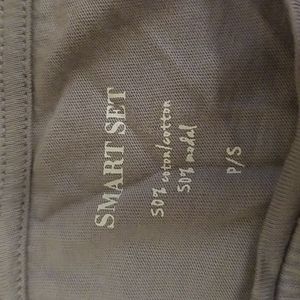 SMART SET
50% coton/cotton
50% modal
P/S